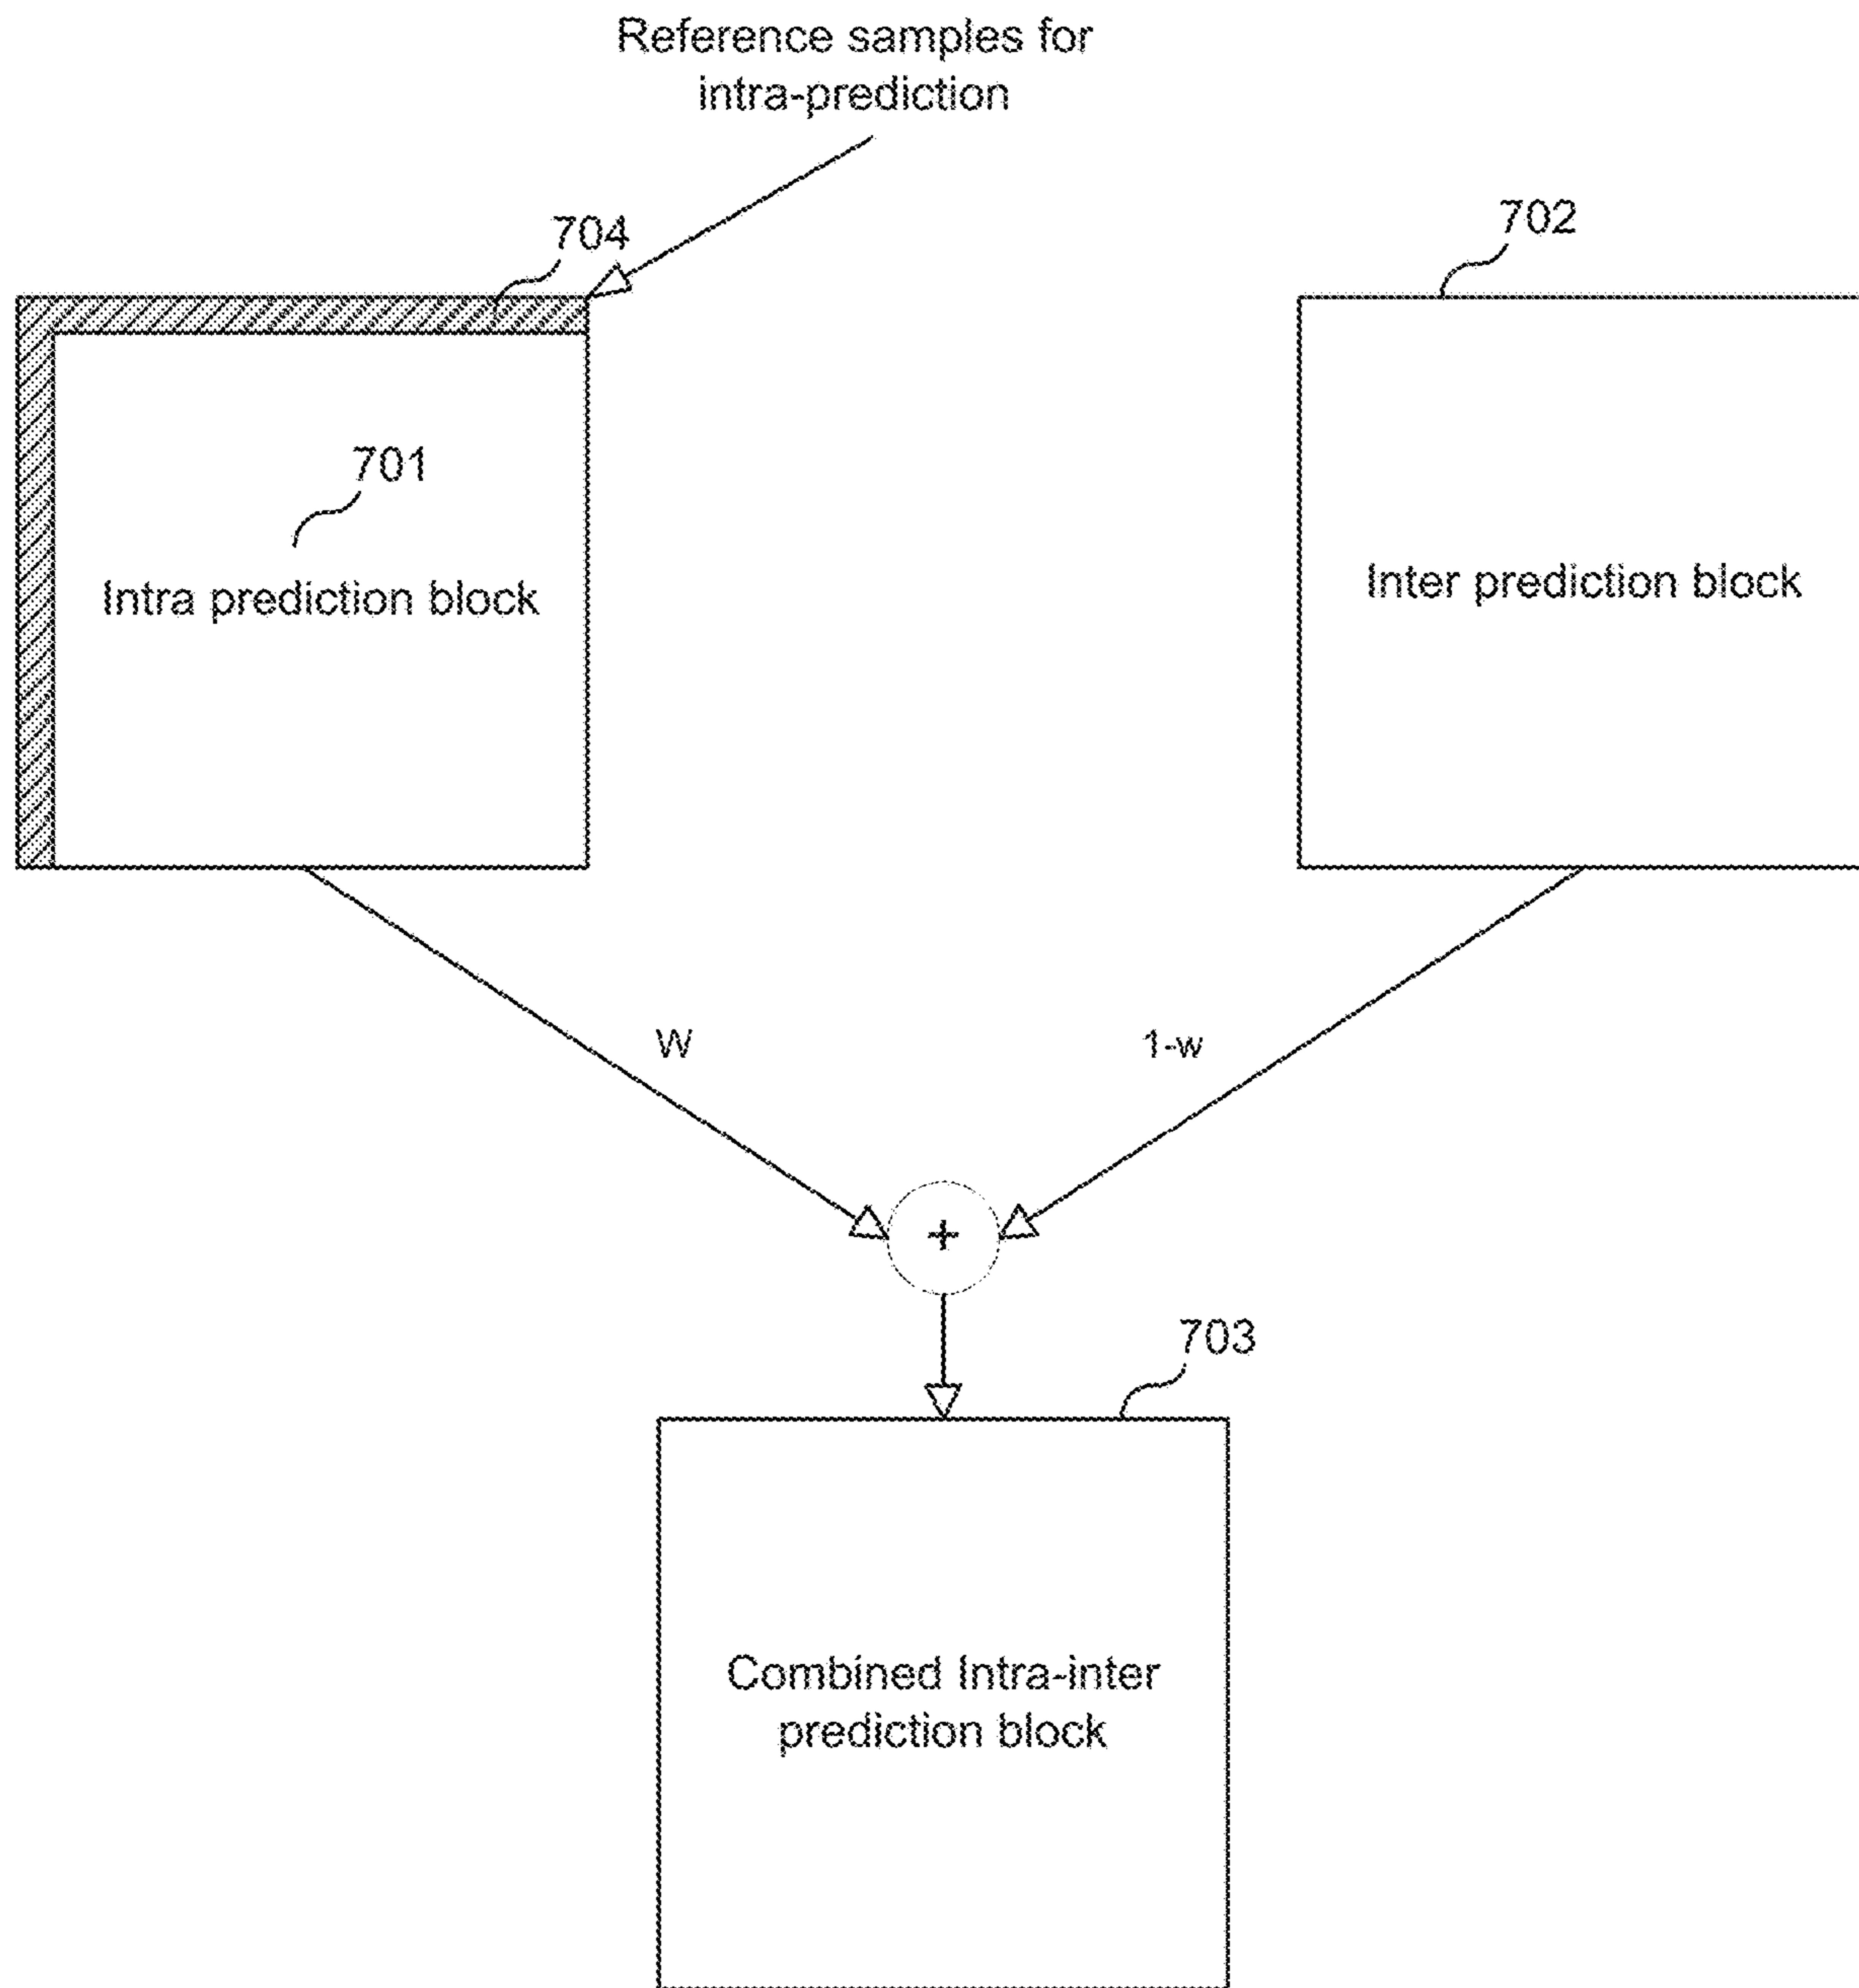 Reference samples for
intra-prediction
704
702
701
Intra prediction block
Inter prediction block
W
1-w
+
703
Combined Intra-inter
prediction block